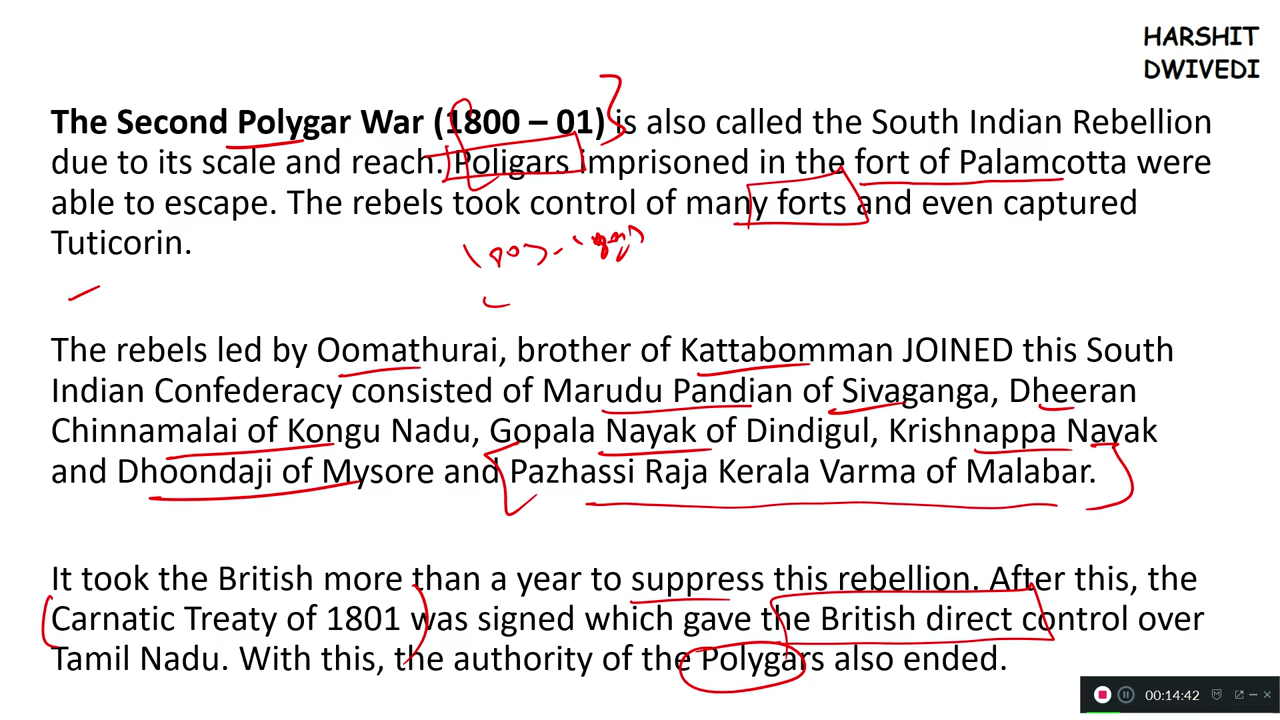 HARSHIT
DWIVEDI
The Second Polygar War (1800 – 01) is also called the South Indian Rebellion
due to its scale and reach. Poligars imprisoned in the fort of Palamcotta were
able to escape. The rebels took control of many forts and even captured
Tuticorin.
The rebels led by Oomathurai, brother of Kattabomman JOINED this South
Indian Confederacy consisted of Marudu Pandian of Sivaganga, Dheeran
Chinnamalai of Kongu Nadu, Gopala Nayak of Dindigul, Krishnappa Nayak
and Dhoondaji of Mysore and Pazhassi Raja Kerala Varma of Malabar.
It took the British more than a year to suppress this rebellion. After this, the
Carnatic Treaty of 1801 was signed which gave the British direct control over
Tamil Nadu. With this, the authority of the Polygars also ended.
00:14:42